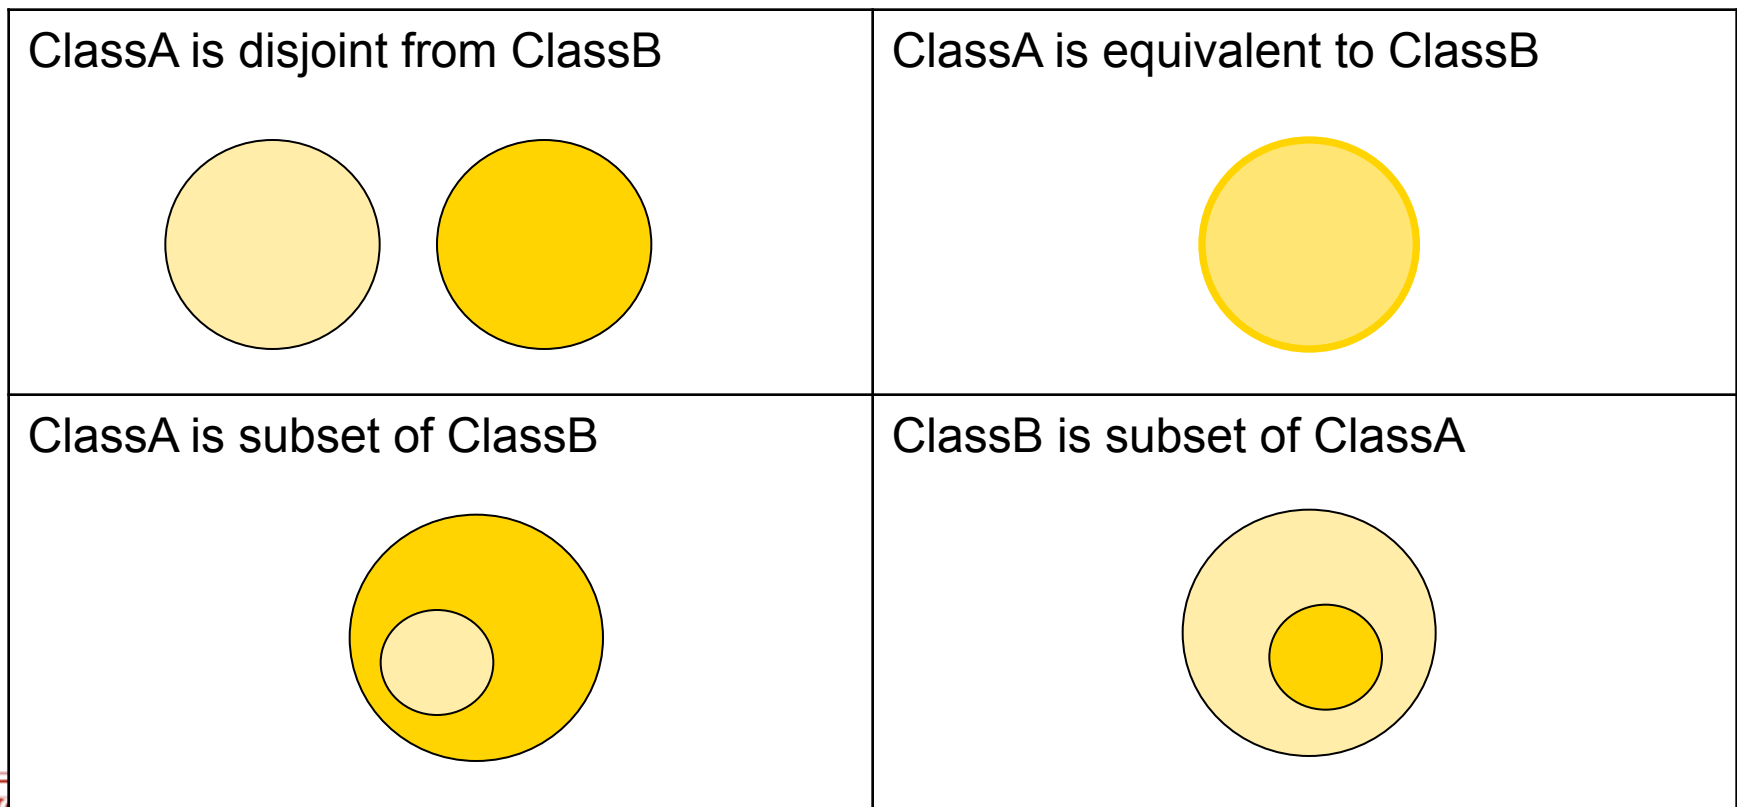 ClassA is disjoint from ClassB
ClassA is equivalent to ClassB
ClassA is subset of ClassB
ClassB is subset of ClassA